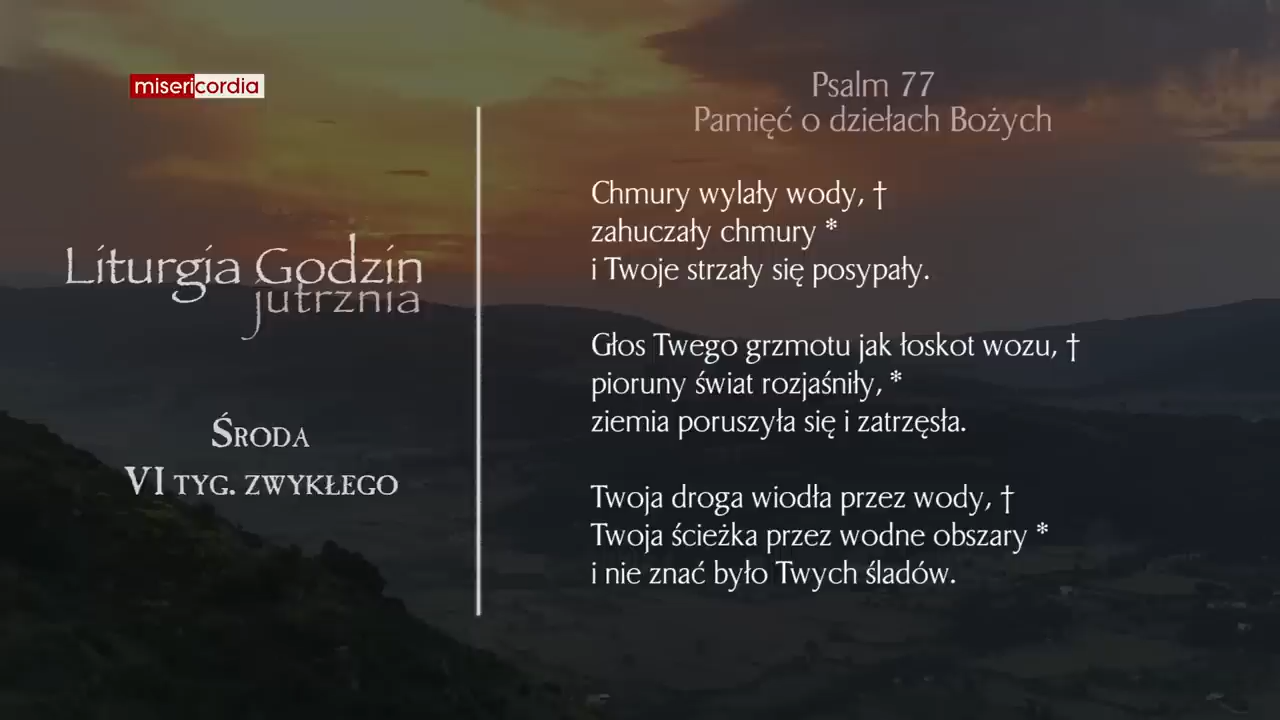 misericordia
Liturgia Godzin
jutrznia
Środa
VI tyg. zwykłego
Psalm 77
Pamięć o dziełach Bożych
Chmury wylały wody, †
zahuczały chmury *
i Twoje strzały się posypały.
Głos Twego grzmotu jak łoskot wozu, †
pioruny świat rozjaśniły, *
ziemia poruszyła się i zatrzęsła.
Twoja droga wiodła przez wody, †
Twoja ścieżka przez wodne obszary *
i nie znać było Twych śladów.